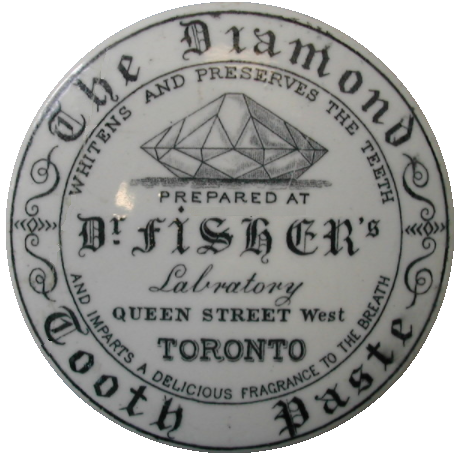 The Diamond
WHITENS AND PRESERVES THE TEETH
PREPARED AT
Dr. FISHER's
Labratory
QUEEN STREET West
TORONTO
AND IMPARTS A DELICIOUS FRAGRANCE TO THE BREATH
Tooth Paste